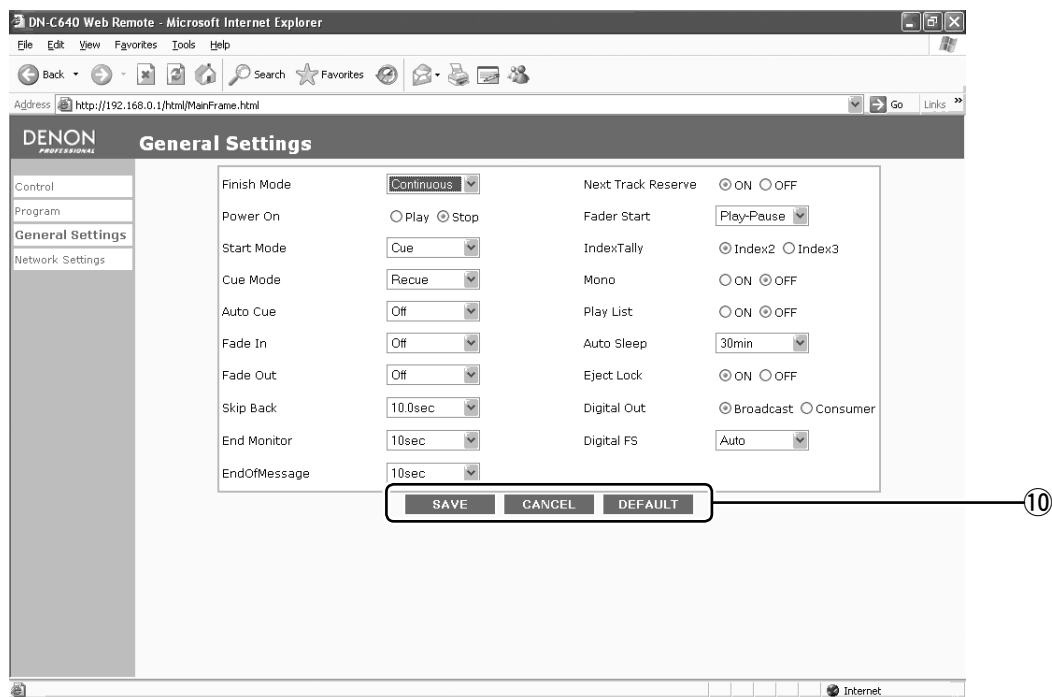 DN-C640 Web Remote - Microsoft Internet Explorer
File Edit View Favorites Tools Help
Back Search Favorites
Address http://192.168.0.1/html/MainFrame.html Go Links »
DENON
PROFESSIONAL
General Settings
Control
Program
General Settings
Network Settings
Finish Mode Continuous Next Track Reserve ON OFF
Power On Play Stop Fader Start Play-Pause
Start Mode Cue IndexTally Index2 Index3
Cue Mode Recue Mono ON OFF
Auto Cue Off Play List ON OFF
Fade In Off Auto Sleep 30min
Fade Out Off Eject Lock ON OFF
Skip Back 10.0sec Digital Out Broadcast Consumer
End Monitor 10sec Digital FS Auto
EndOfMessage 10sec
SAVE CANCEL DEFAULT
⑩
Internet